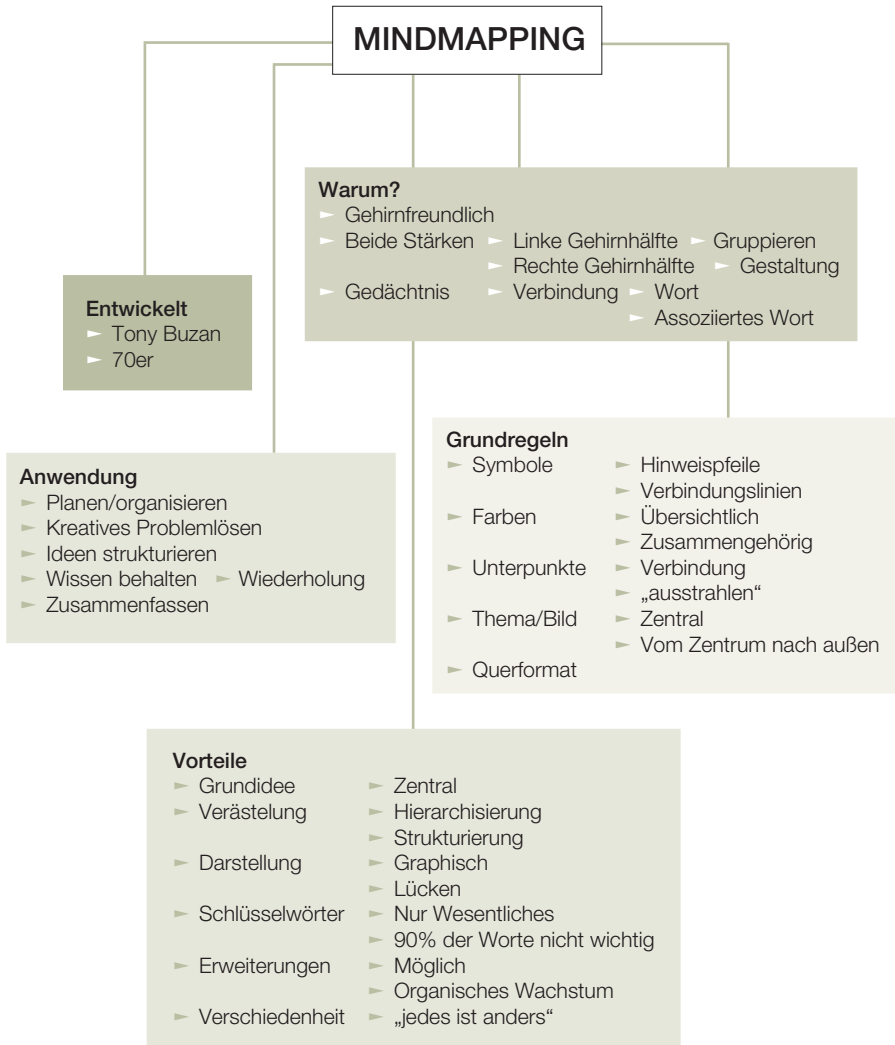 MINDMAPPING
Warum?
► Gehirnfreundlich
► Beide Stärken ► Linke Gehirnhälfte ► Gruppieren
► Rechte Gehirnhälfte ► Gestaltung
► Gedächtnis ► Verbindung ► Wort
► Assoziiertes Wort
Entwickelt
► Tony Buzan
► 70er
Anwendung
► Planen/organisieren
► Kreatives Problemlösen
► Ideen strukturieren
► Wissen behalten ► Wiederholung
► Zusammenfassen
Grundregeln
► Symbole ► Hinweispfeile
► Verbindungslinien
► Farben ► Übersichtlich
► Zusammengehörig
► Unterpunkte ► Verbindung
► „ausstrahlen“
► Thema/Bild ► Zentral
► Vom Zentrum nach außen
► Querformat
Vorteile
► Grundidee ► Zentral
► Verästelung ► Hierarchisierung
► Strukturierung
► Darstellung ► Graphisch
► Lücken
► Schlüsselwörter ► Nur Wesentliches
► 90% der Worte nicht wichtig
► Erweiterungen ► Möglich
► Organisches Wachstum
► Verschiedenheit ► „jedes ist anders“